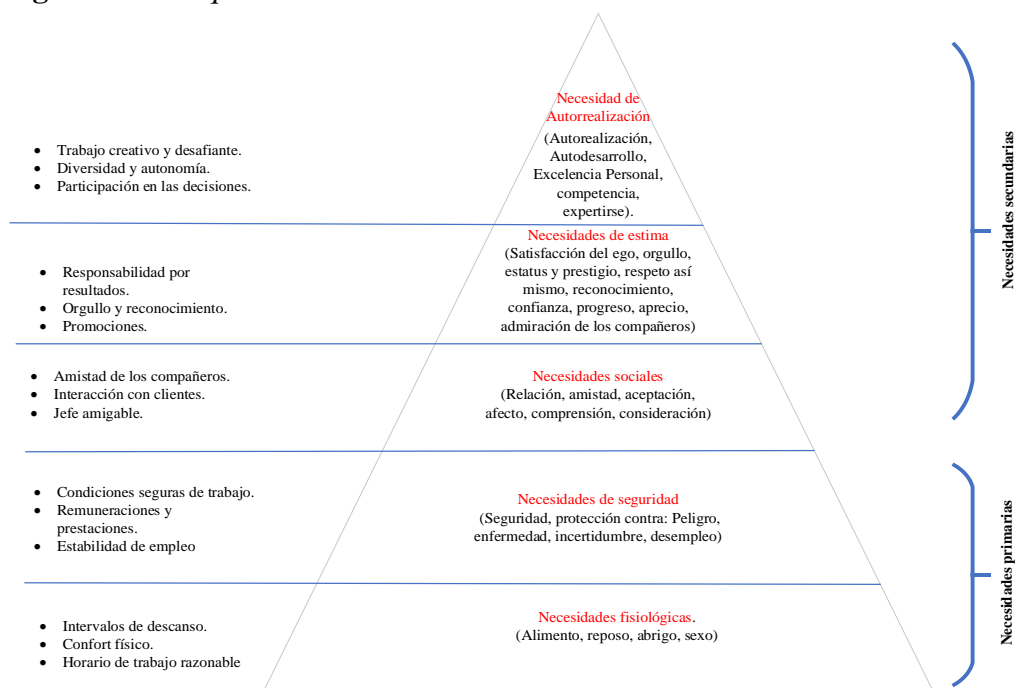 Necesidad de
Autorrealización
(Autorealización,
Autodesarrollo,
Excelencia Personal,
competencia,
expertirse).
• Trabajo creativo y desafiante.
• Diversidad y autonomía.
• Participación en las decisiones.
Necesidades de estima
(Satisfacción del ego, orgullo,
estatus y prestigio, respeto así
mismo, reconocimiento,
confianza, progreso, aprecio,
admiración de los compañeros)
• Responsabilidad por
resultados.
• Orgullo y reconocimiento.
• Promociones.
Necesidades sociales
(Relación, amistad, aceptación,
afecto, comprensión, consideración)
• Amistad de los compañeros.
• Interacción con clientes.
• Jefe amigable.
Necesidades secundarias
Necesidades de seguridad
(Seguridad, protección contra: Peligro,
enfermedad, incertidumbre, desempleo)
• Condiciones seguras de trabajo.
• Remuneraciones y
prestaciones.
• Estabilidad de empleo
Necesidades fisiológicas.
(Alimento, reposo, abrigo, sexo)
• Intervalos de descanso.
• Confort físico.
• Horario de trabajo razonable
Necesidades primarias